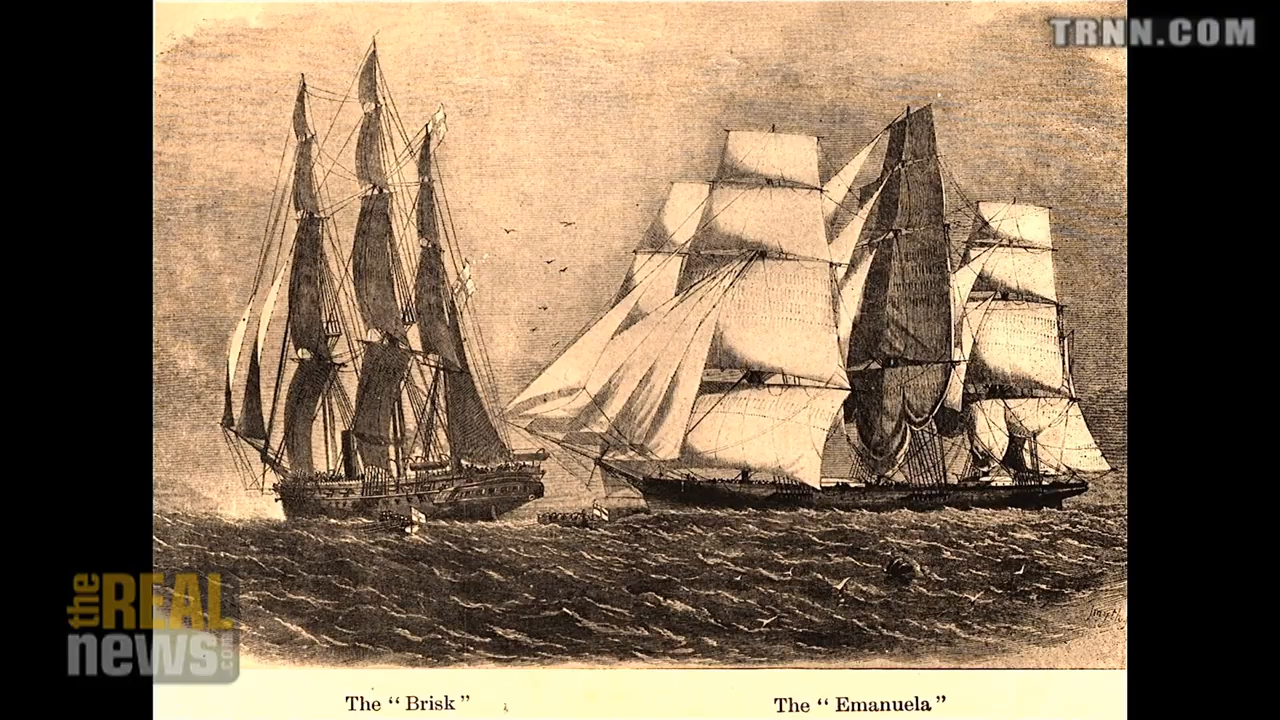 TRNN.COM
the
REAL
news.com
The “Brisk”
The “Emanuela”